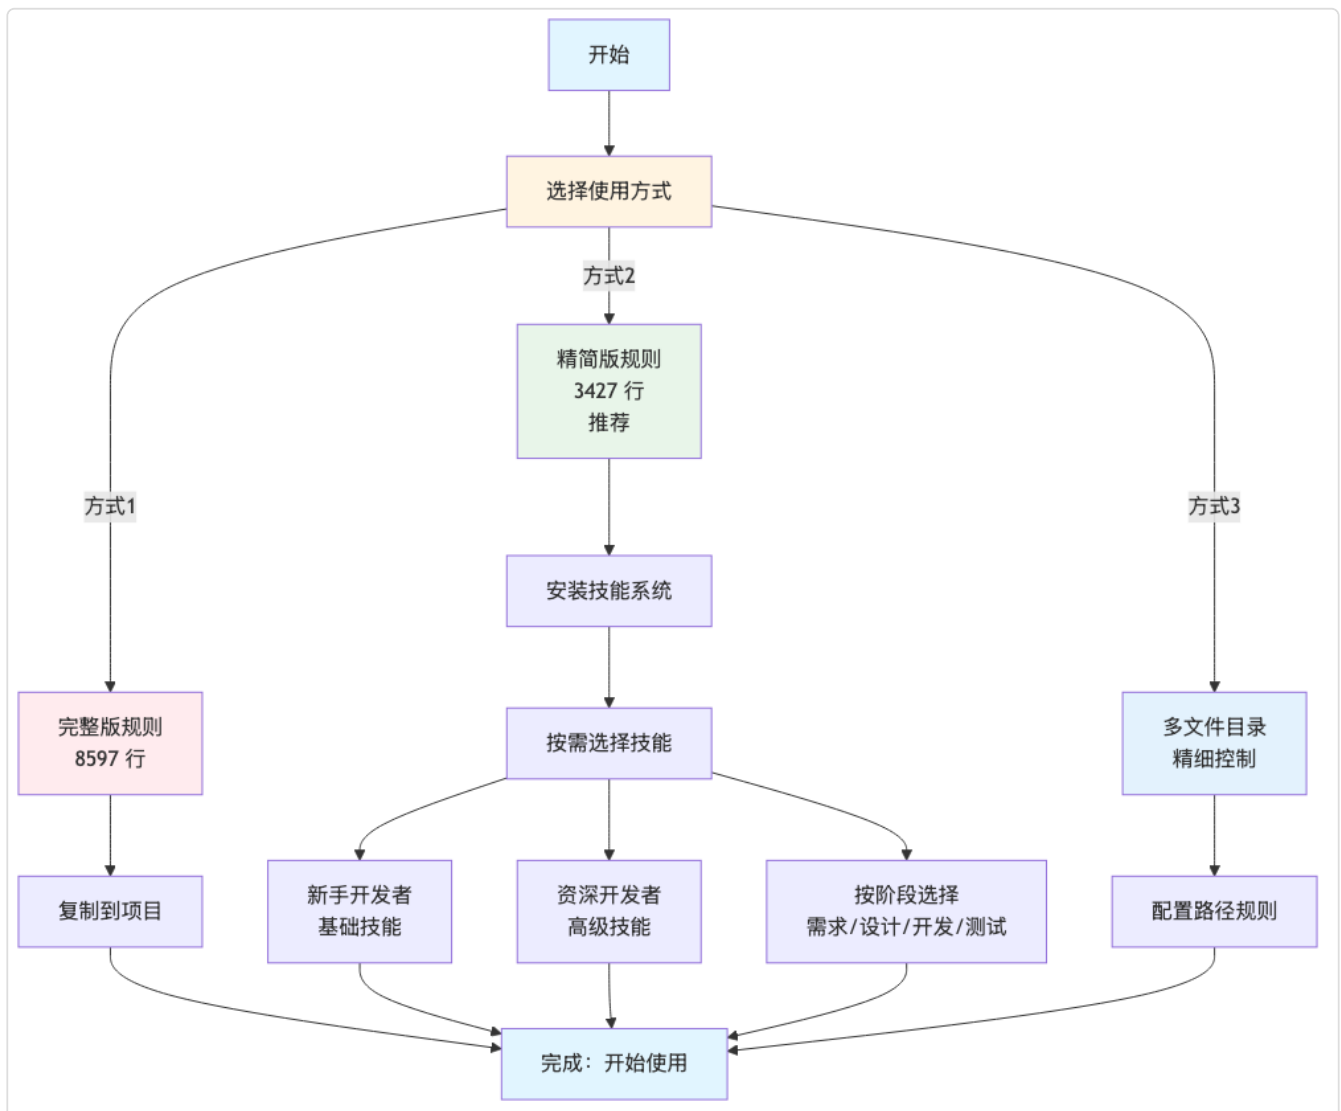 开始
选择使用方式
方式2
精简版规则
3427 行
推荐
方式1
方式3
安装技能系统
完整版规则
8597 行
按需选择技能
多文件目录
精细控制
复制到项目
新手开发者
基础技能
资深开发者
高级技能
按阶段选择
需求/设计/开发/测试
配置路径规则
完成：开始使用